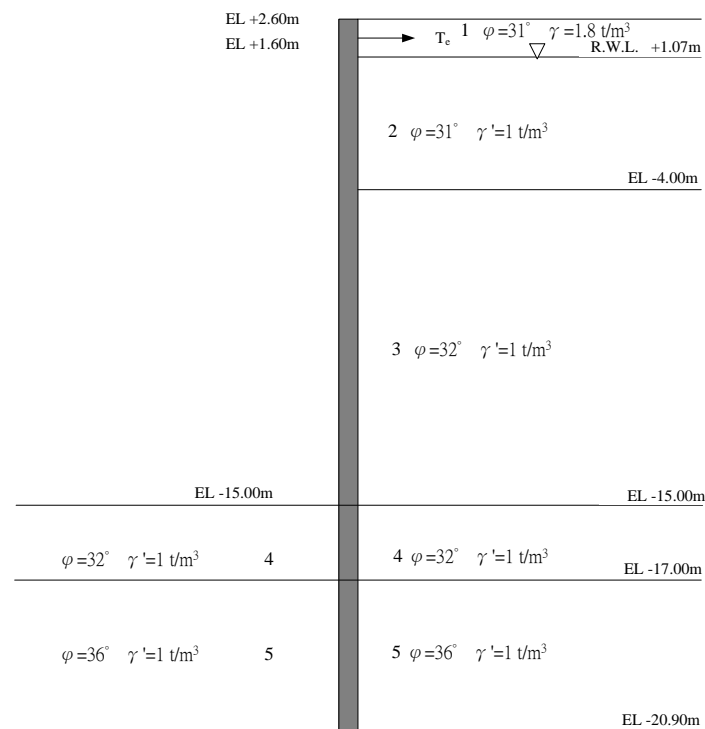 EL +2.60m
1 φ=31° γ=1.8 t/m³
EL +1.60m
Te
R.W.L. +1.07m
2 φ=31° γ'=1 t/m³
EL -4.00m
3 φ=32° γ'=1 t/m³
EL -15.00m
EL -15.00m
φ=32° γ'=1 t/m³ 4
4 φ=32° γ'=1 t/m³
EL -17.00m
φ=36° γ'=1 t/m³ 5
5 φ=36° γ'=1 t/m³
EL -20.90m